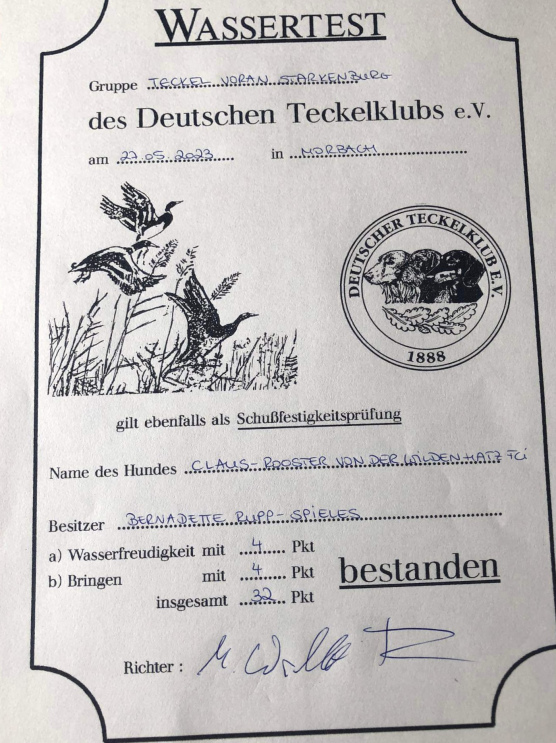 WASSERTEST
Gruppe TECKEL VORAN STARKENBURG
des Deutschen Teckelklubs e.V.
am 27.05.2023 in MORBACH
DEUTSCHER TECKELKLUB E.V.
1888
gilt ebenfalls als Schußfestigkeitsprüfung
Name des Hundes CLAUS-ROOSTER VON DER WILDEN HATZ FCI
Besitzer BERNADETTE RUPP-SPIELES
a) Wasserfreudigkeit mit 4 Pkt
b) Bringen mit 4 Pkt
bestanden
insgesamt 32 Pkt
Richter :